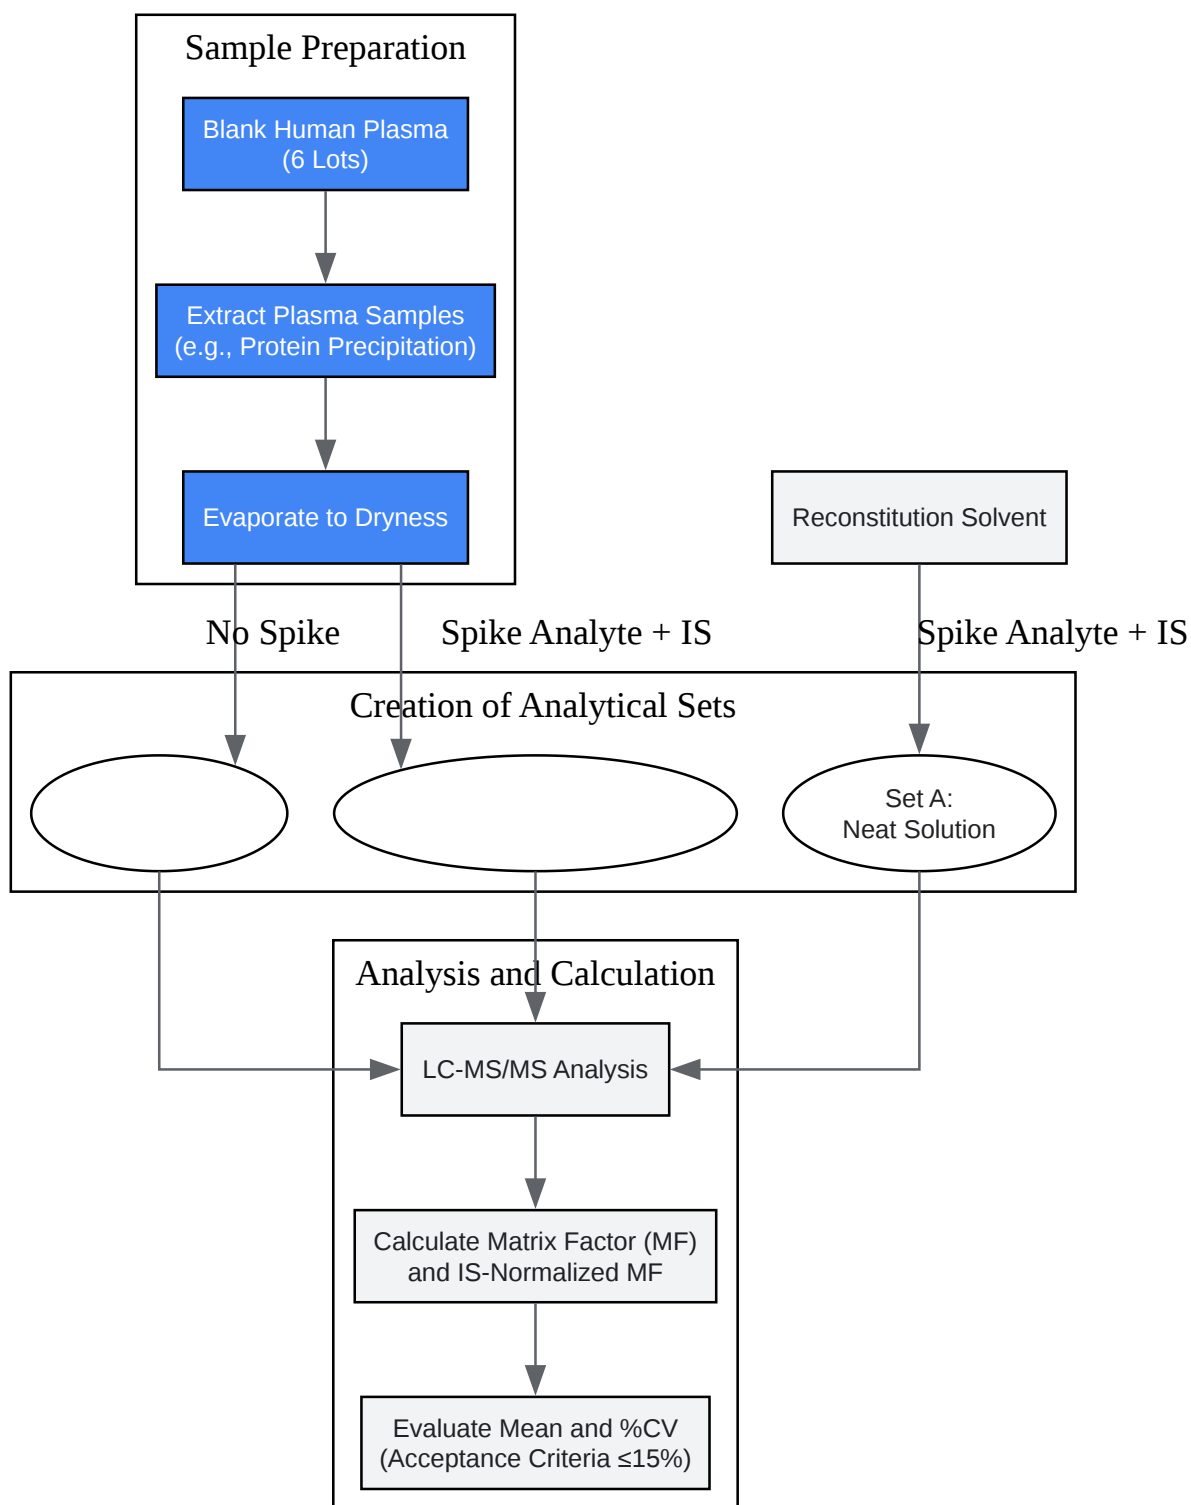 Sample Preparation
Blank Human Plasma
(6 Lots)
Extract Plasma Samples
(e.g., Protein Precipitation)
Evaporate to Dryness
Reconstitution Solvent
No Spike
Spike Analyte + IS
Spike Analyte + IS
Creation of Analytical Sets
Set A:
Neat Solution
Analysis and Calculation
LC-MS/MS Analysis
Calculate Matrix Factor (MF)
and IS-Normalized MF
Evaluate Mean and %CV
(Acceptance Criteria ≤15%)